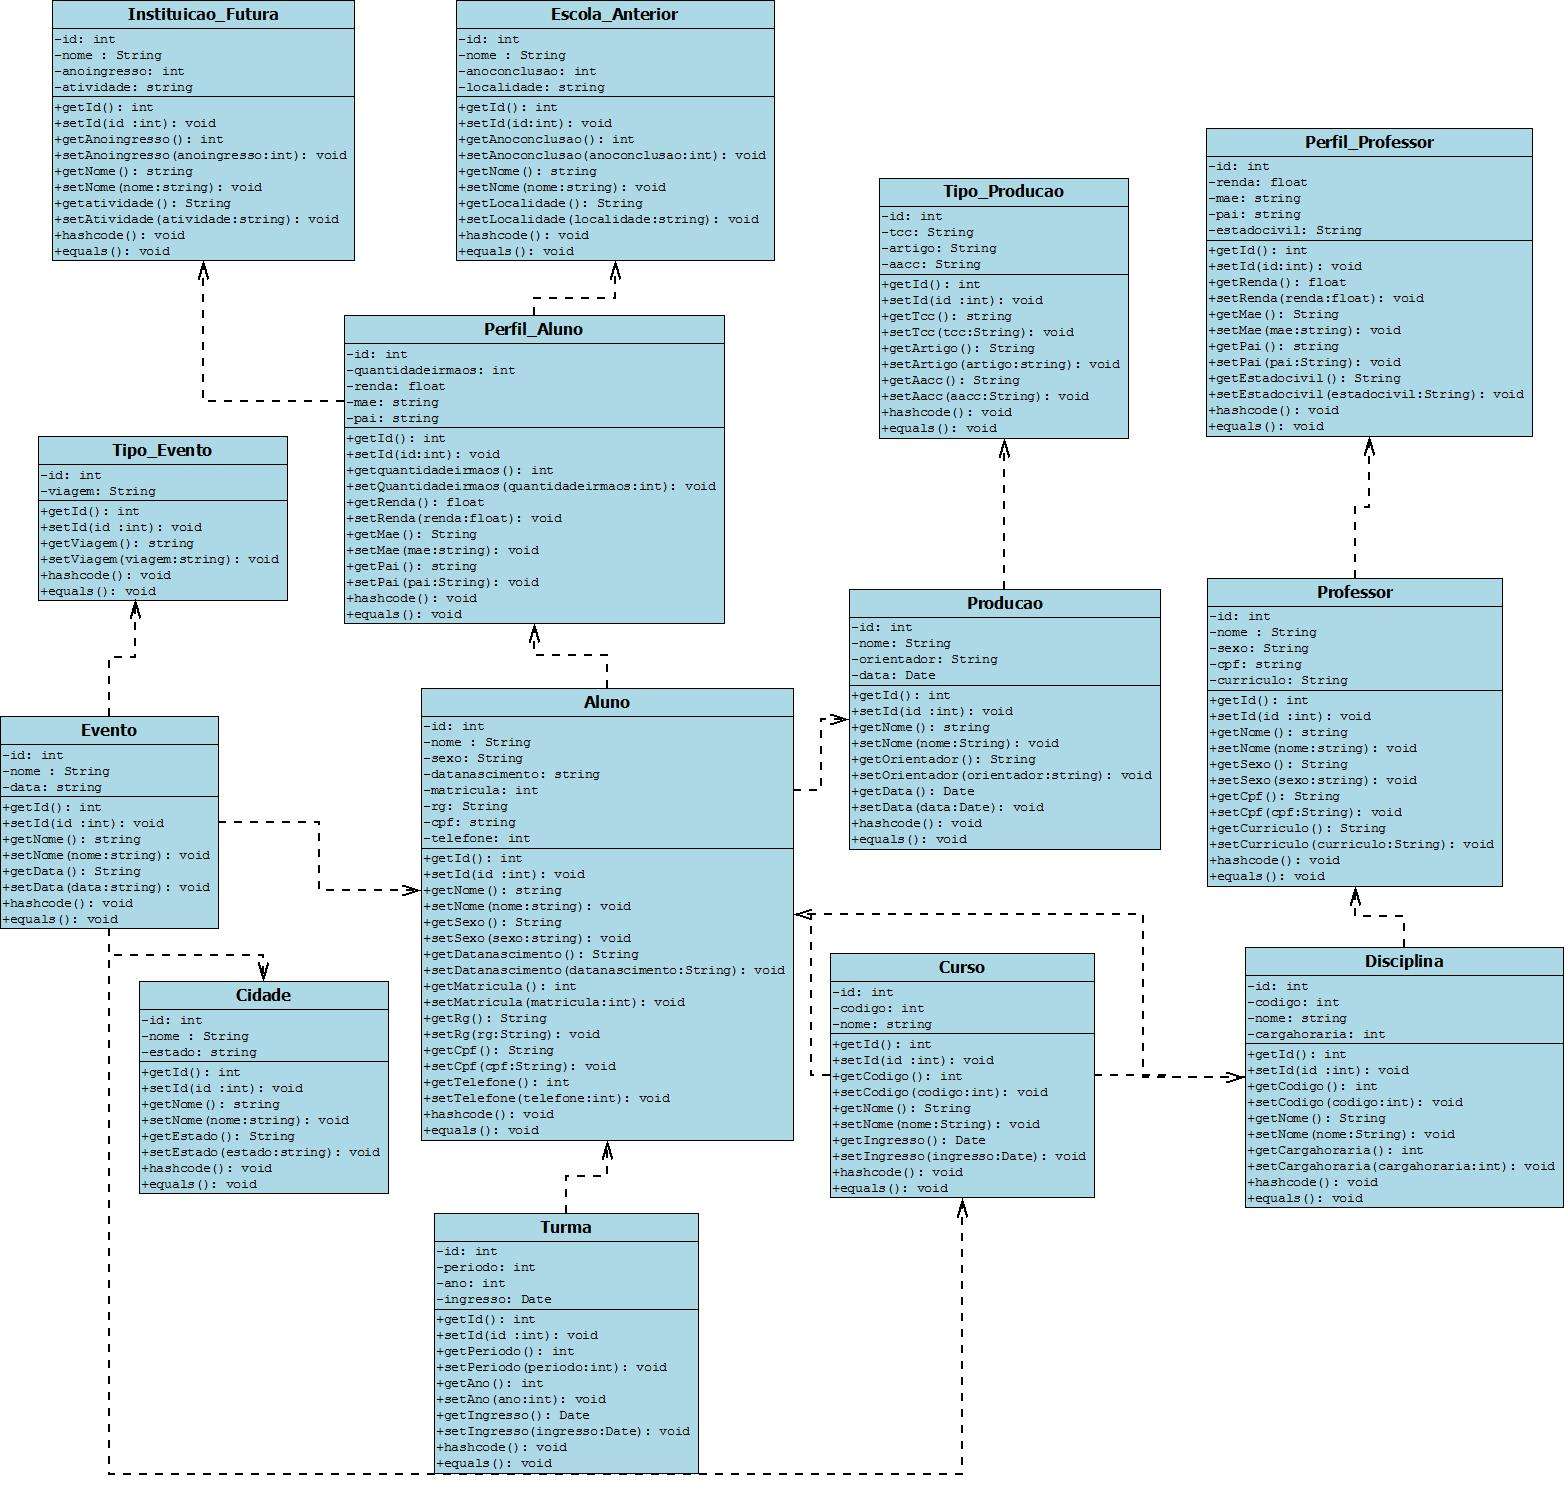 Instituicao_Futura
-id: int
-nome : String
-anoingresso: int
-atividade: string
+getId(): int
+setId(id :int): void
+getAnoingresso(): int
+setAnoingresso(anoingresso:int): void
+getNome(): string
+setNome(nome:string): void
+getatividade(): String
+setAtividade(atividade:string): void
+hashcode(): void
+equals(): void
Escola_Anterior
-id: int
-nome : String
-anoconclusao: int
-localidade: string
+getId(): int
+setId(id:int): void
+getAnoconclusao(): int
+setAnoconclusao(anoconclusao:int): void
+getNome(): string
+setNome(nome:string): void
+getLocalidade(): String
+setLocalidade(localidade:string): void
+hashcode(): void
+equals(): void
Perfil_Professor
-id: int
-renda: float
-mae: string
-pai: string
-estadocivil: String
+getId(): int
+setId(id:int): void
+getRenda(): float
+setRenda(renda:float): void
+getMae(): String
+setMae(mae:string): void
+getPai(): string
+setPai(pai:String): void
+getEstadocivil(): String
+setEstadocivil(estadocivil:String): void
+hashcode(): void
+equals(): void
Tipo_Producao
-id: int
-tcc: String
-artigo: String
-aacc: String
+getId(): int
+setId(id :int): void
+getTcc(): string
+setTcc(tcc:String): void
+getArtigo(): String
+setArtigo(artigo:string): void
+getAacc(): String
+setAacc(aacc:String): void
+hashcode(): void
+equals(): void
Perfil_Aluno
-id: int
-quantidadeirmaos: int
-renda: float
-mae: string
-pai: string
+getId(): int
+setId(id:int): void
+getquantidadeirmaos(): int
+setQuantidadeirmaos(quantidadeirmaos:int): void
+getRenda(): float
+setRenda(renda:float): void
+getMae(): String
+setMae(mae:string): void
+getPai(): string
+setPai(pai:String): void
+hashcode(): void
+equals(): void
Tipo_Evento
-id: int
-viagem: String
+getId(): int
+setId(id :int): void
+getViagem(): string
+setViagem(viagem:string): void
+hashcode(): void
+equals(): void
Professor
-id: int
-nome : String
-sexo: String
-cpf: string
-curriculo: String
+getId(): int
+setId(id :int): void
+getNome(): string
+setNome(nome:string): void
+getSexo(): String
+setSexo(sexo:string): void
+getCpf(): String
+setCpf(cpf:String): void
+getCurriculo(): String
+setCurriculo(curriculo:String): void
+hashcode(): void
+equals(): void
Producao
-id: int
-nome: String
-orientador: String
-data: Date
+getId(): int
+setId(id :int): void
+getNome(): string
+setNome(nome:String): void
+getOrientador(): String
+setOrientador(orientador:string): void
+getData(): Date
+setData(data:Date): void
+hashcode(): void
+equals(): void
Aluno
-id: int
-nome : String
-sexo: String
-datanascimento: string
-matricula: int
-rg: String
-cpf: string
-telefone: int
+getId(): int
+setId(id :int): void
+getNome(): string
+setNome(nome:string): void
+getSexo(): String
+setSexo(sexo:string): void
+getDatanascimento(): String
+setDatanascimento(datanascimento:String): void
+getMatricula(): int
+setMatricula(matricula:int): void
+getRg(): String
+setRg(rg:String): void
+getCpf(): String
+setCpf(cpf:String): void
+getTelefone(): int
+setTelefone(telefone:int): void
+hashcode(): void
+equals(): void
Evento
-id: int
-nome : String
-data: string
+getId(): int
+setId(id :int): void
+getNome(): string
+setNome(nome:string): void
+getData(): String
+setData(data:string): void
+hashcode(): void
+equals(): void
Cidade
-id: int
-nome : String
-estado: string
+getId(): int
+setId(id :int): void
+getNome(): string
+setNome(nome:string): void
+getEstado(): String
+setEstado(estado:string): void
+hashcode(): void
+equals(): void
Curso
-id: int
-codigo: int
-nome: string
+getId(): int
+setId(id :int): void
+getCodigo(): int
+setCodigo(codigo:int): void
+getNome(): String
+setNome(nome:String): void
+getIngresso(): Date
+setIngresso(ingresso:Date): void
+hashcode(): void
+equals(): void
Disciplina
-id: int
-codigo: int
-nome: string
-cargahoraria: int
+getId(): int
+setId(id :int): void
+getCodigo(): int
+setCodigo(codigo:int): void
+getNome(): String
+setNome(nome:String): void
+getCargahoraria(): int
+setCargahoraria(cargahoraria:int): void
+hashcode(): void
+equals(): void
Turma
-id: int
-periodo: int
-ano: int
-ingresso: Date
+getId(): int
+setId(id :int): void
+getPeriodo(): int
+setPeriodo(periodo:int): void
+getAno(): int
+setAno(ano:int): void
+getIngresso(): Date
+setIngresso(ingresso:Date): void
+hashcode(): void
+equals(): void